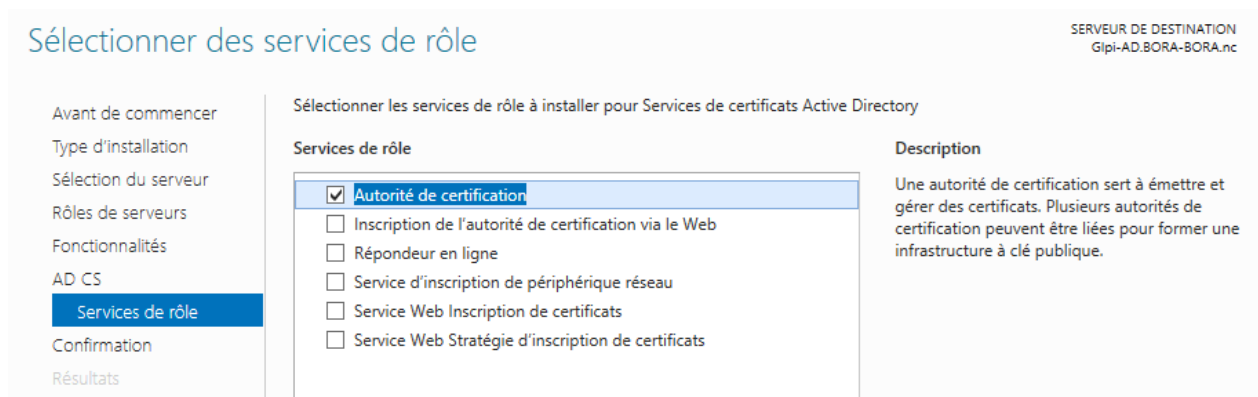 Sélectionner des services de rôle
SERVEUR DE DESTINATION
Glpi-AD.BORA-BORA.nc
Avant de commencer
Type d'installation
Sélection du serveur
Rôles de serveurs
Fonctionnalités
AD CS
Services de rôle
Confirmation
Résultats
Sélectionner les services de rôle à installer pour Services de certificats Active Directory
Services de rôle
Autorité de certification
Inscription de l'autorité de certification via le Web
Répondeur en ligne
Service d'inscription de périphérique réseau
Service Web Inscription de certificats
Service Web Stratégie d'inscription de certificats
Description
Une autorité de certification sert à émettre et
gérer des certificats. Plusieurs autorités de
certification peuvent être liées pour former une
infrastructure à clé publique.